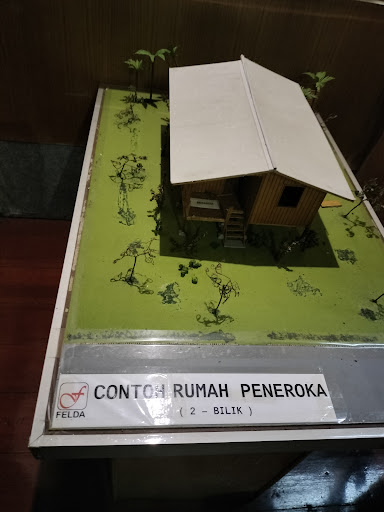 CONTOH RUMAH PENEROKA
( 2 - BILIK )
FELDA